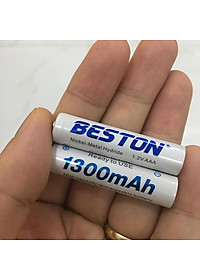 BESTON®
Nickel-Metal Hydride 1.2V AAA
Ready to USE
1300mAh